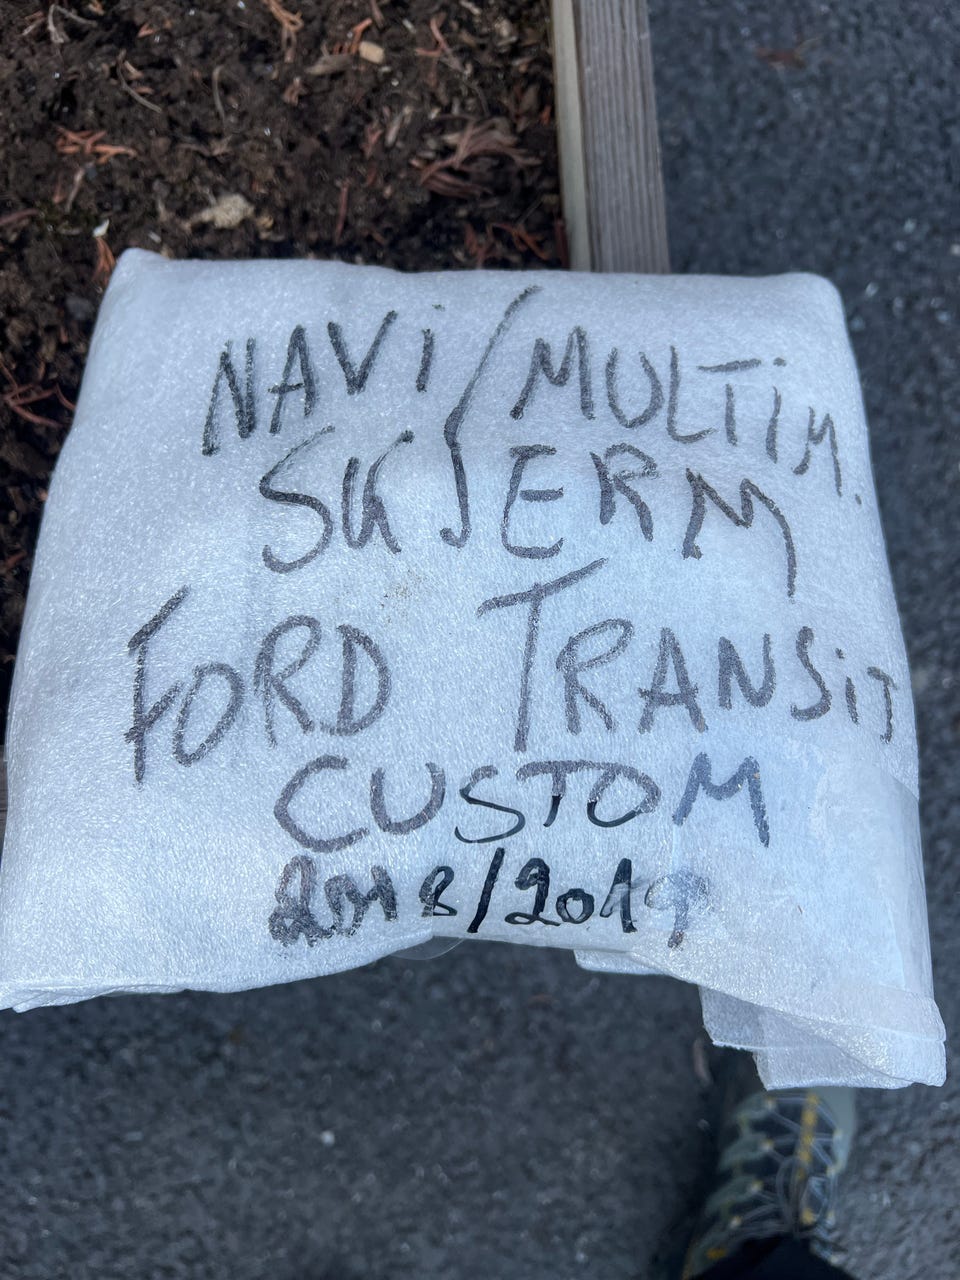 NAVi/MULTiM.
SKJERM
FORD TRANSiT
CUSTOM
2018/2019